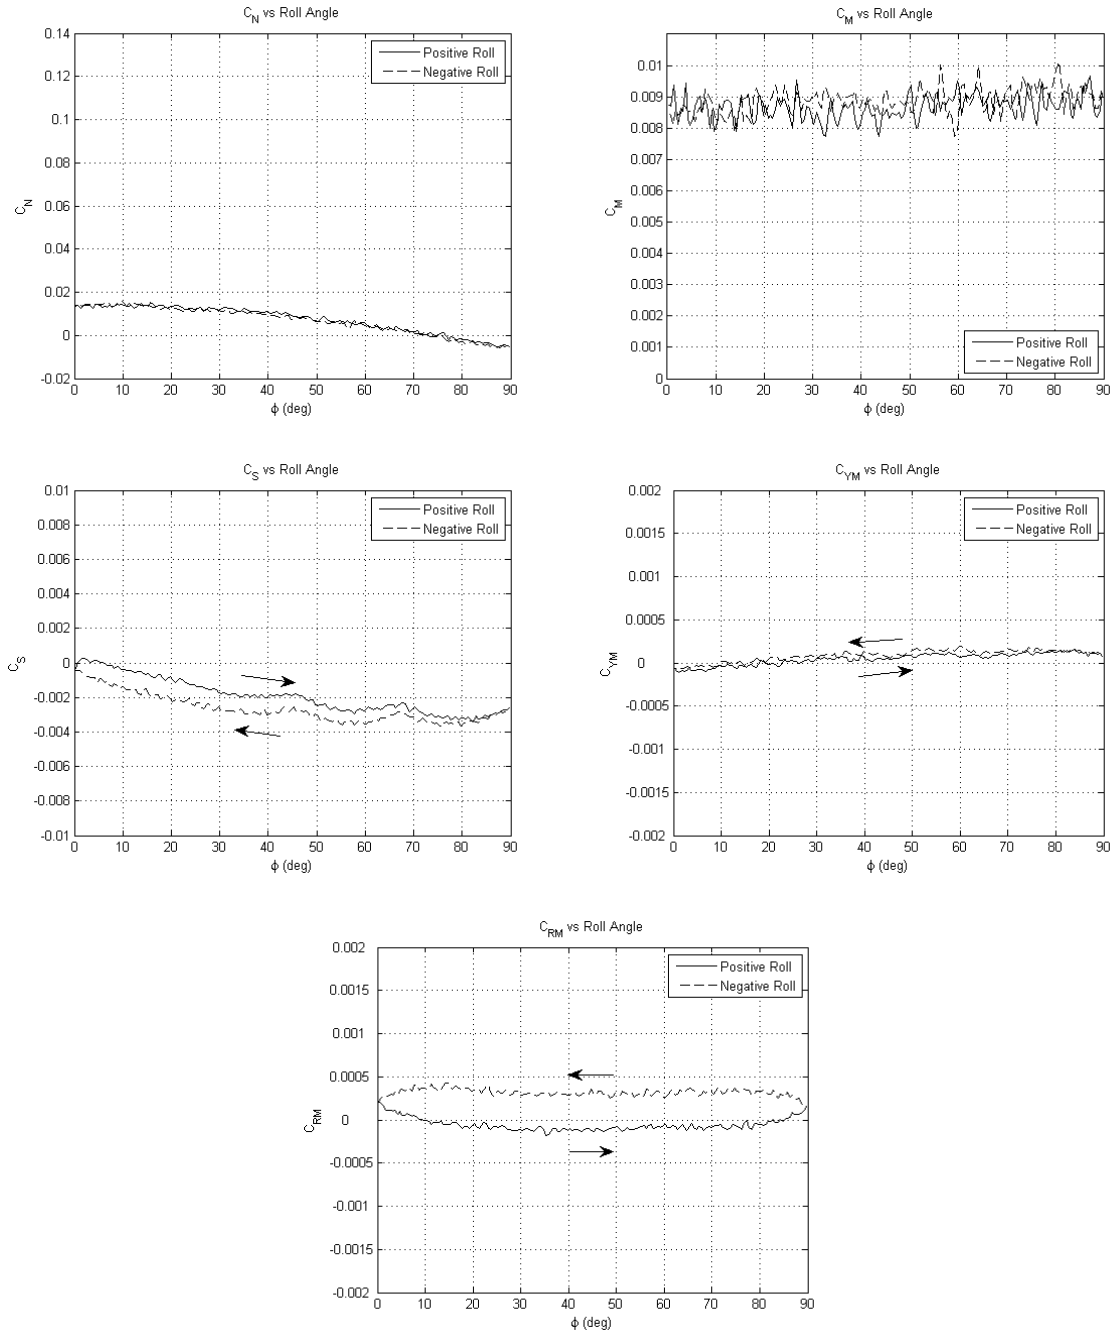 C_N vs Roll Angle
0.14
0.12
0.1
0.08
0.06
0.04
0.02
0
-0.02
C_N
Positive Roll
Negative Roll
0 10 20 30 40 50 60 70 80 90
ϕ (deg)
C_M vs Roll Angle
0.01
0.009
0.008
0.007
0.006
0.005
0.004
0.003
0.002
0.001
0
C_M
Positive Roll
Negative Roll
0 10 20 30 40 50 60 70 80 90
ϕ (deg)
C_S vs Roll Angle
0.01
0.008
0.006
0.004
0.002
0
-0.002
-0.004
-0.006
-0.008
-0.01
C_S
Positive Roll
Negative Roll
0 10 20 30 40 50 60 70 80 90
ϕ (deg)
C_YM vs Roll Angle
0.002
0.0015
0.001
0.0005
0
-0.0005
-0.001
-0.0015
-0.002
C_YM
Positive Roll
Negative Roll
0 10 20 30 40 50 60 70 80 90
ϕ (deg)
C_RM vs Roll Angle
0.002
0.0015
0.001
0.0005
0
-0.0005
-0.001
-0.0015
-0.002
C_RM
Positive Roll
Negative Roll
0 10 20 30 40 50 60 70 80 90
ϕ (deg)